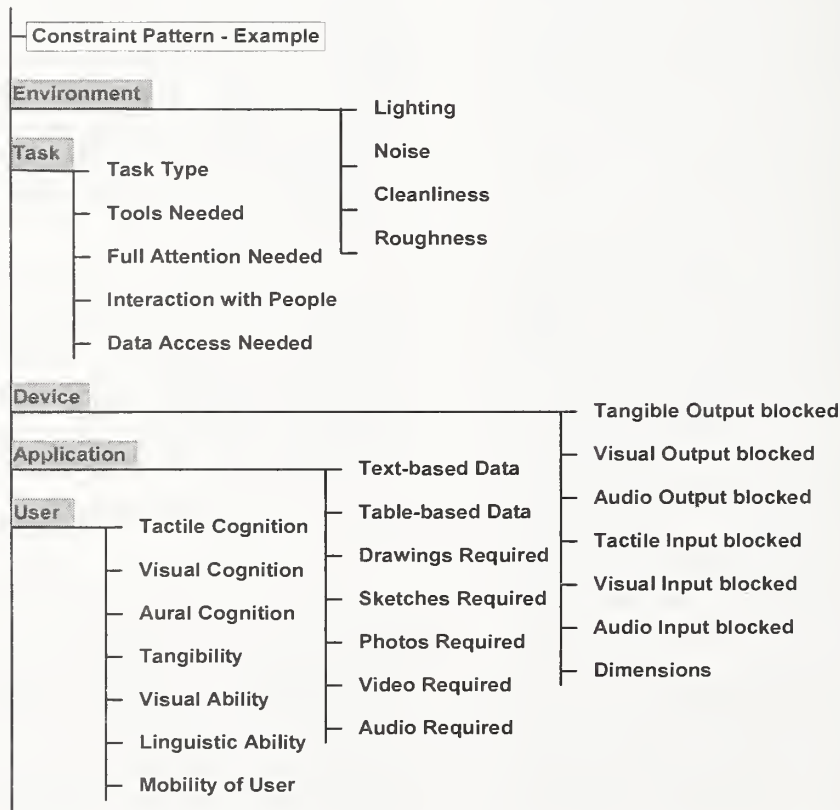 Constraint Pattern - Example
Environment
Lighting
Noise
Cleanliness
Roughness
Task
Task Type
Tools Needed
Full Attention Needed
Interaction with People
Data Access Needed
Device
Tangible Output blocked
Visual Output blocked
Audio Output blocked
Tactile Input blocked
Visual Input blocked
Audio Input blocked
Dimensions
Application
Text-based Data
Table-based Data
Drawings Required
Sketches Required
Photos Required
Video Required
Audio Required
User
Tactile Cognition
Visual Cognition
Aural Cognition
Tangibility
Visual Ability
Linguistic Ability
Mobility of User